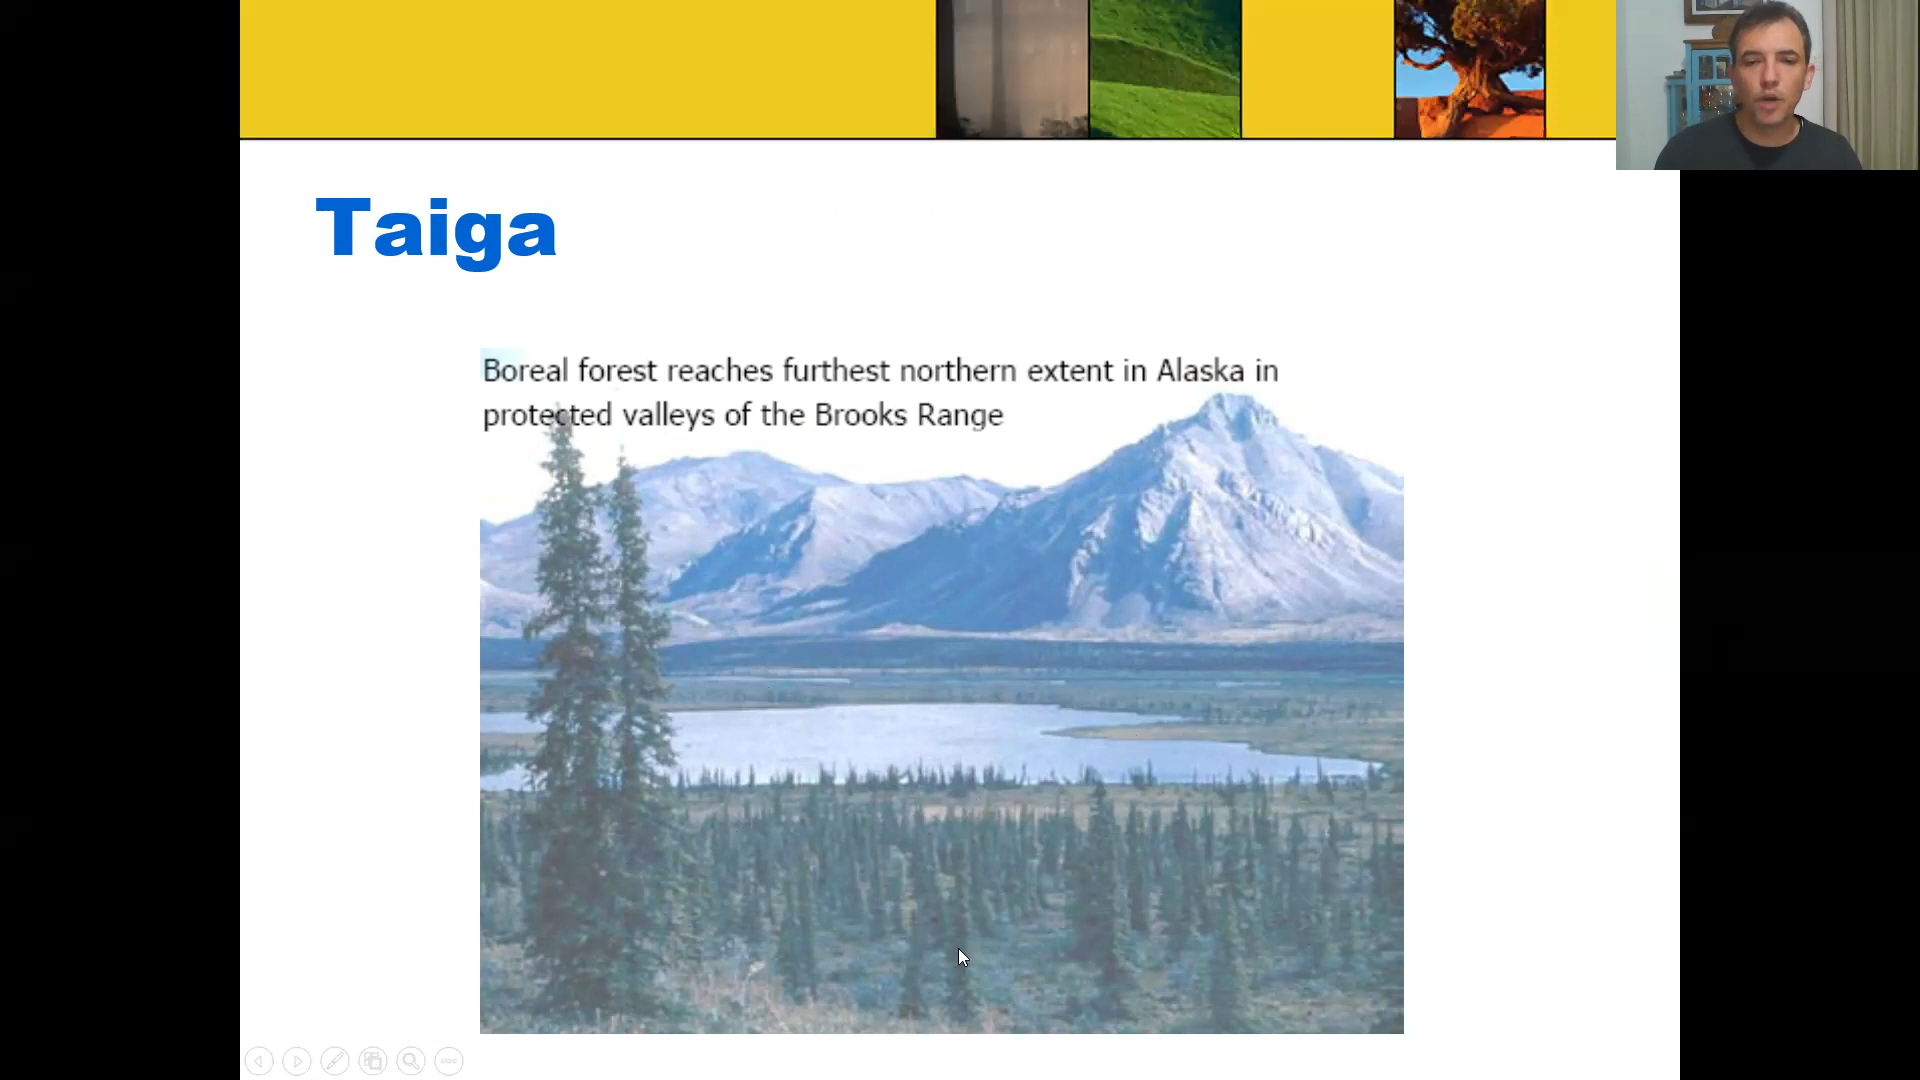 Taiga
Boreal forest reaches furthest northern extent in Alaska in
protected valleys of the Brooks Range